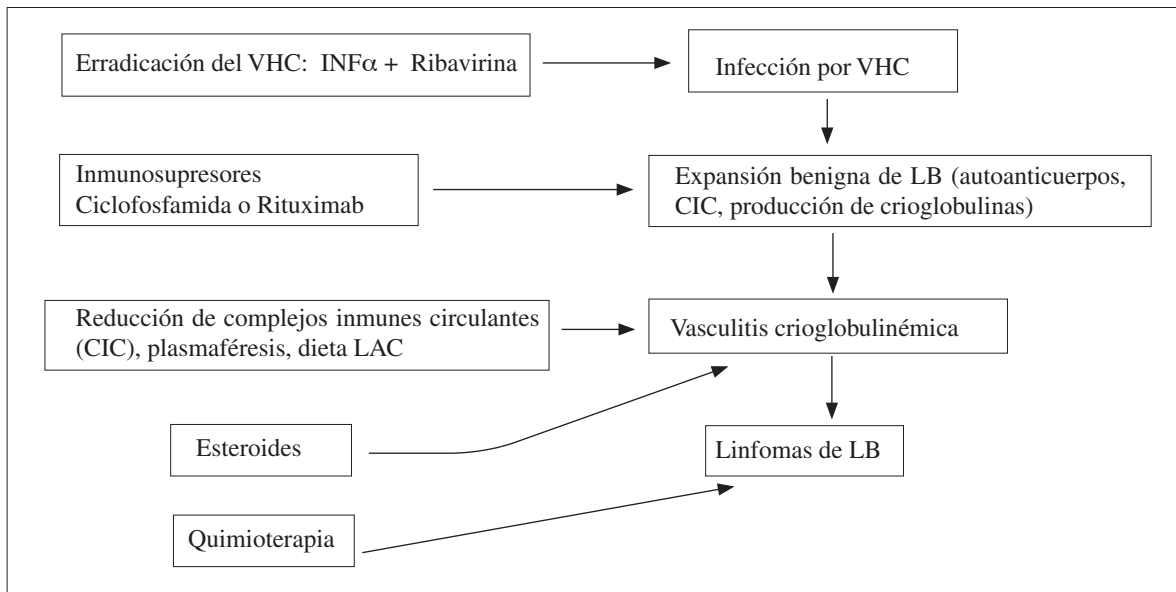 Erradicación del VHC: INFα + Ribavirina
Infección por VHC
Inmunosupresores
Ciclofosfamida o Rituximab
Expansión benigna de LB (autoanticuerpos,
CIC, producción de crioglobulinas)
Reducción de complejos inmunes circulantes
(CIC), plasmaféresis, dieta LAC
Vasculitis crioglobulinémica
Esteroides
Linfomas de LB
Quimioterapia